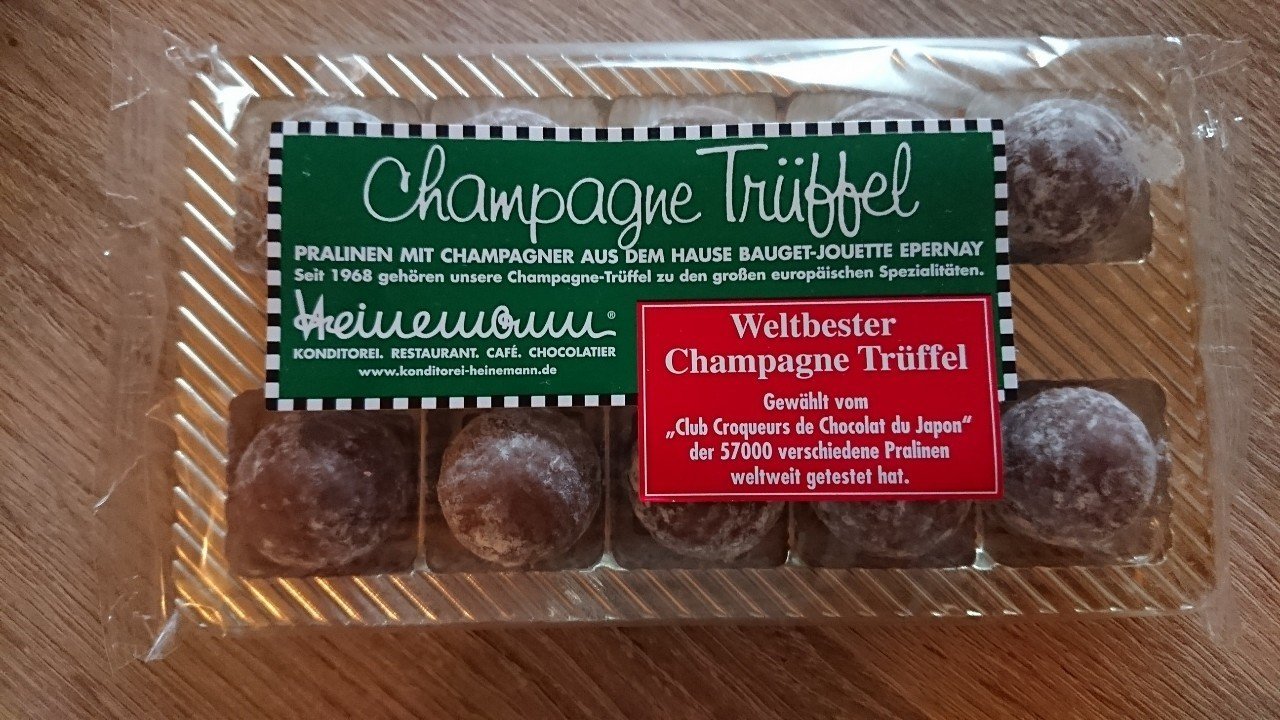 Champagne Trüffel
PRALINEN MIT CHAMPAGNER AUS DEM HAUSE BAUGET-JOUETTE EPERNAY
Seit 1968 gehören unsere Champagne-Trüffel zu den großen europäischen Spezialitäten.
Heinemann®
KONDITOREI. RESTAURANT. CAFÉ. CHOCOLATIER
www.konditorei-heinemann.de
Weltbester
Champagne Trüffel
Gewählt vom
„Club Croqueurs de Chocolat du Japon“
der 57000 verschiedene Pralinen
weltweit getestet hat.